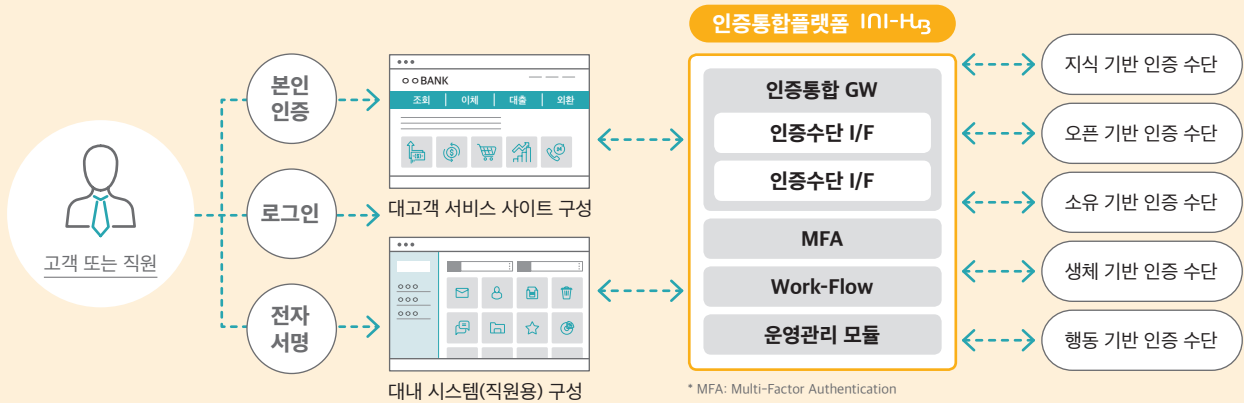 고객 또는 직원
본인
인증
로그인
전자
서명
BANK
조회 | 이체 | 대출 | 외환
대고객 서비스 사이트 구성
대내 시스템(직원용) 구성
인증통합플랫폼 INI-HUB
인증통합 GW
인증수단 I/F
인증수단 I/F
MFA
Work-Flow
운영관리 모듈
* MFA: Multi-Factor Authentication
지식 기반 인증 수단
오픈 기반 인증 수단
소유 기반 인증 수단
생체 기반 인증 수단
행동 기반 인증 수단